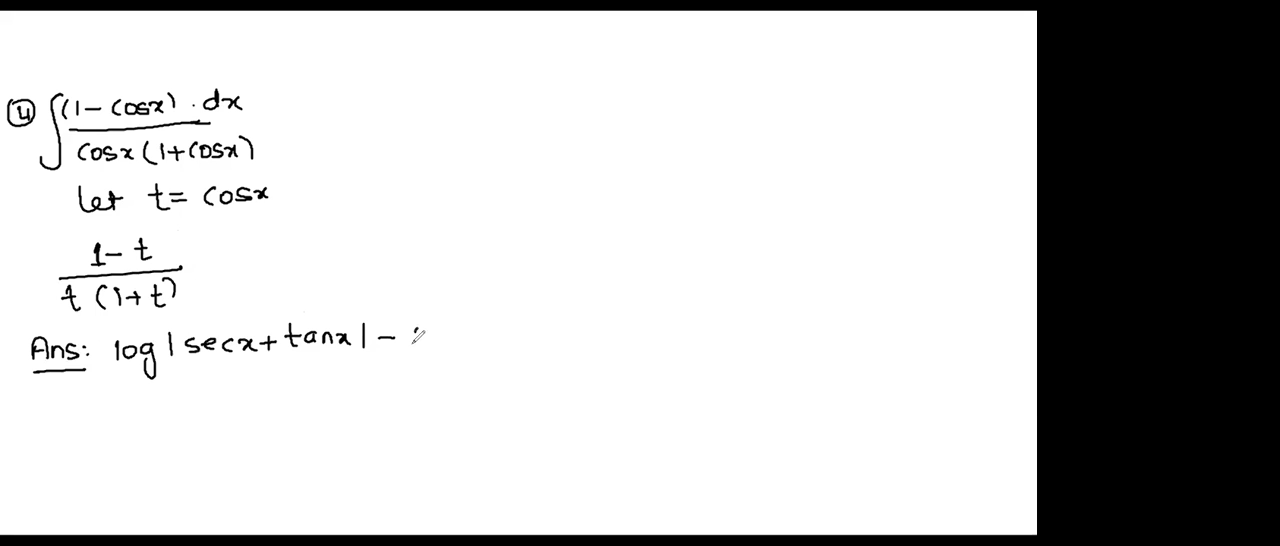 ④ ∫ (1 - cosx) . dx
cosx (1 + cosx)
let t = cosx
1 - t
t (1 + t)
Ans: log | secx + tanx | -